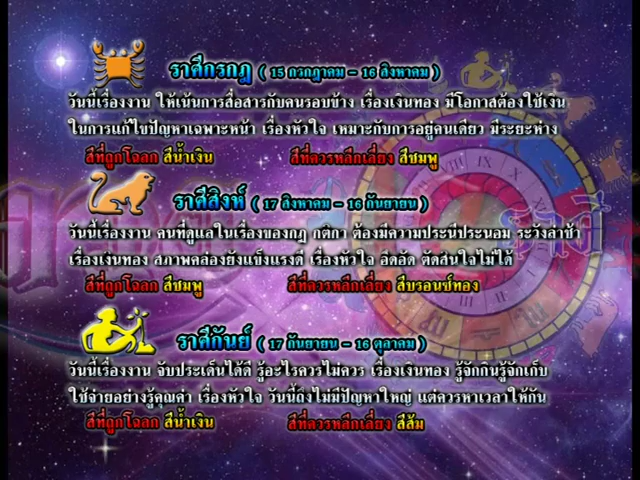 ราศีกรกฎ ( 15 กรกฎาคม - 16 สิงหาคม )
วันนี้เรื่องงาน ให้เน้นการสื่อสารกับคนรอบข้าง เรื่องเงินทอง มีโอกาสต้องใช้เงิน
ในการแก้ไขปัญหาเฉพาะหน้า เรื่องหัวใจ เหมาะกับการอยู่คนเดียว มีระยะห่าง
สีที่ถูกโฉลก สีน้ำเงิน สีที่ควรหลีกเลี่ยง สีชมพู
ราศีสิงห์ ( 17 สิงหาคม - 16 กันยายน )
วันนี้เรื่องงาน คนที่ดูแลในเรื่องของกฎ กติกา ต้องมีความประนีประนอม ระวังล่าช้า
เรื่องเงินทอง สภาพคล่องยังแข็งแรงดี เรื่องหัวใจ อึดอัด ตัดสินใจไม่ได้
สีที่ถูกโฉลก สีชมพู สีที่ควรหลีกเลี่ยง สีบรอนซ์ทอง
ราศีกันย์ ( 17 กันยายน - 16 ตุลาคม )
วันนี้เรื่องงาน จับประเด็นได้ดี รู้อะไรควรไม่ควร เรื่องเงินทอง รู้จักกินรู้จักเก็บ
ใช้จ่ายอย่างรู้คุณค่า เรื่องหัวใจ วันนี้ถึงไม่มีปัญหาใหญ่ แต่ควรหาเวลาให้กัน
สีที่ถูกโฉลก สีน้ำเงิน สีที่ควรหลีกเลี่ยง สีส้ม